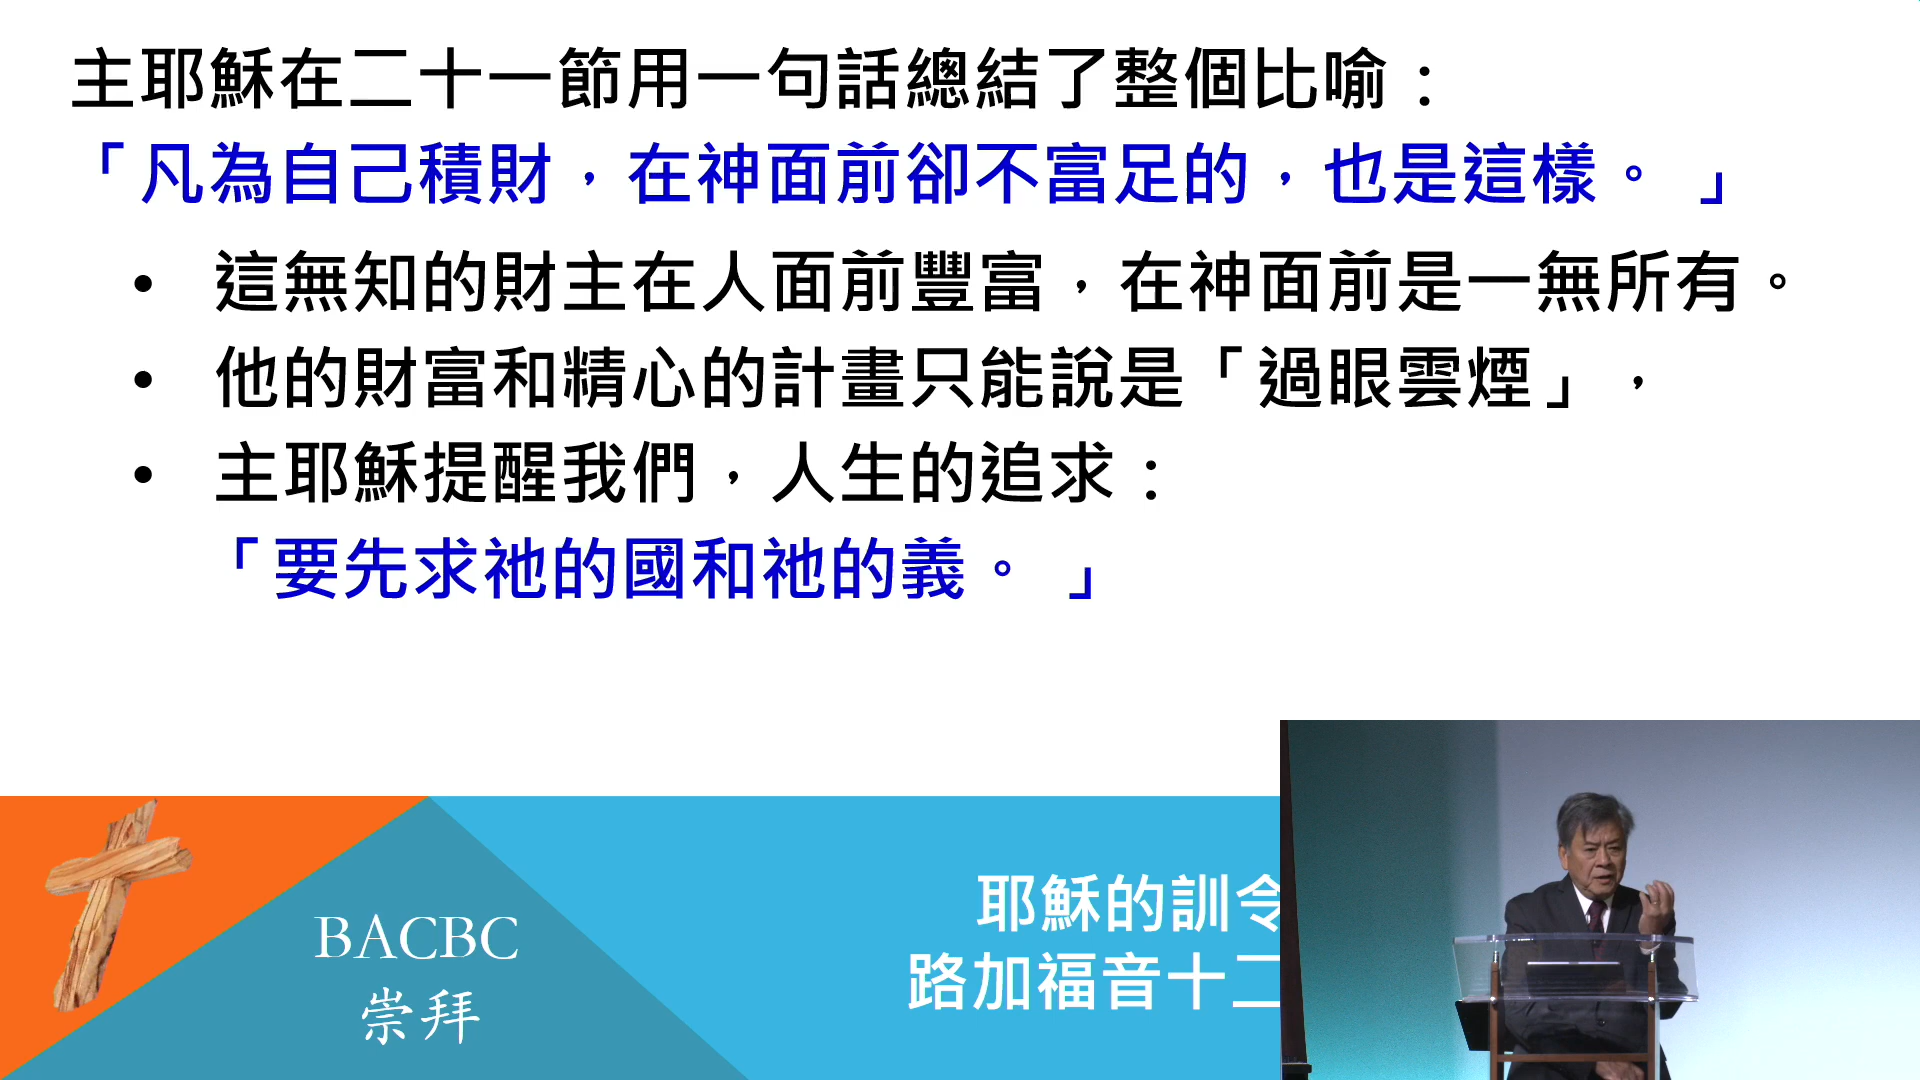 主耶穌在二十一節用一句話總結了整個比喻：
「凡為自己積財，在神面前卻不富足的，也是這樣。」
• 這無知的財主在人面前豐富，在神面前是一無所有。
• 他的財富和精心的計畫只能說是「過眼雲煙」，
• 主耶穌提醒我們，人生的追求：
「要先求祂的國和祂的義。」
耶穌的訓令
路加福音十二
BACBC
崇拜